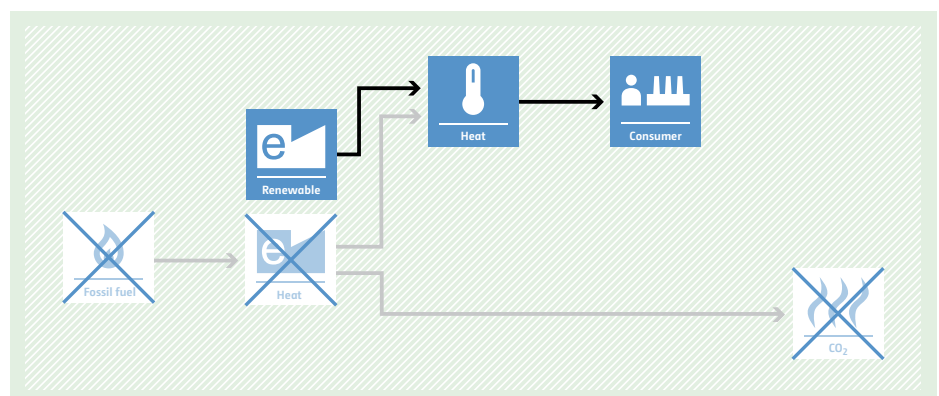 Heat
Consumer
e
Renewable
Fossil fuel
e
Heat
CO₂